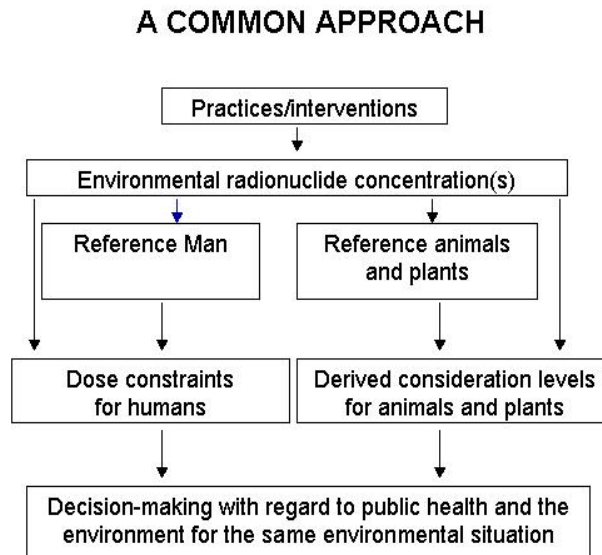 A COMMON APPROACH
Practices/interventions
Environmental radionuclide concentration(s)
Reference Man
Reference animals
and plants
Dose constraints
for humans
Derived consideration levels
for animals and plants
Decision-making with regard to public health and the
environment for the same environmental situation